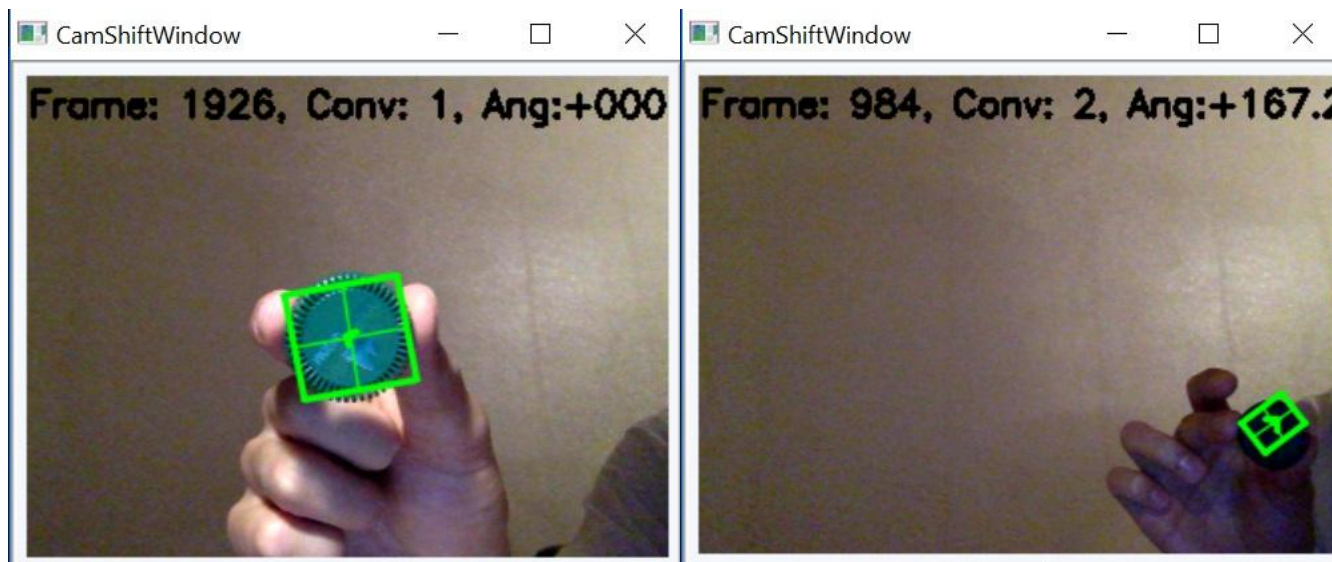 CamShiftWindow
Frame: 1926, Conv: 1, Ang:+000
CamShiftWindow
Frame: 984, Conv: 2, Ang:+167.2